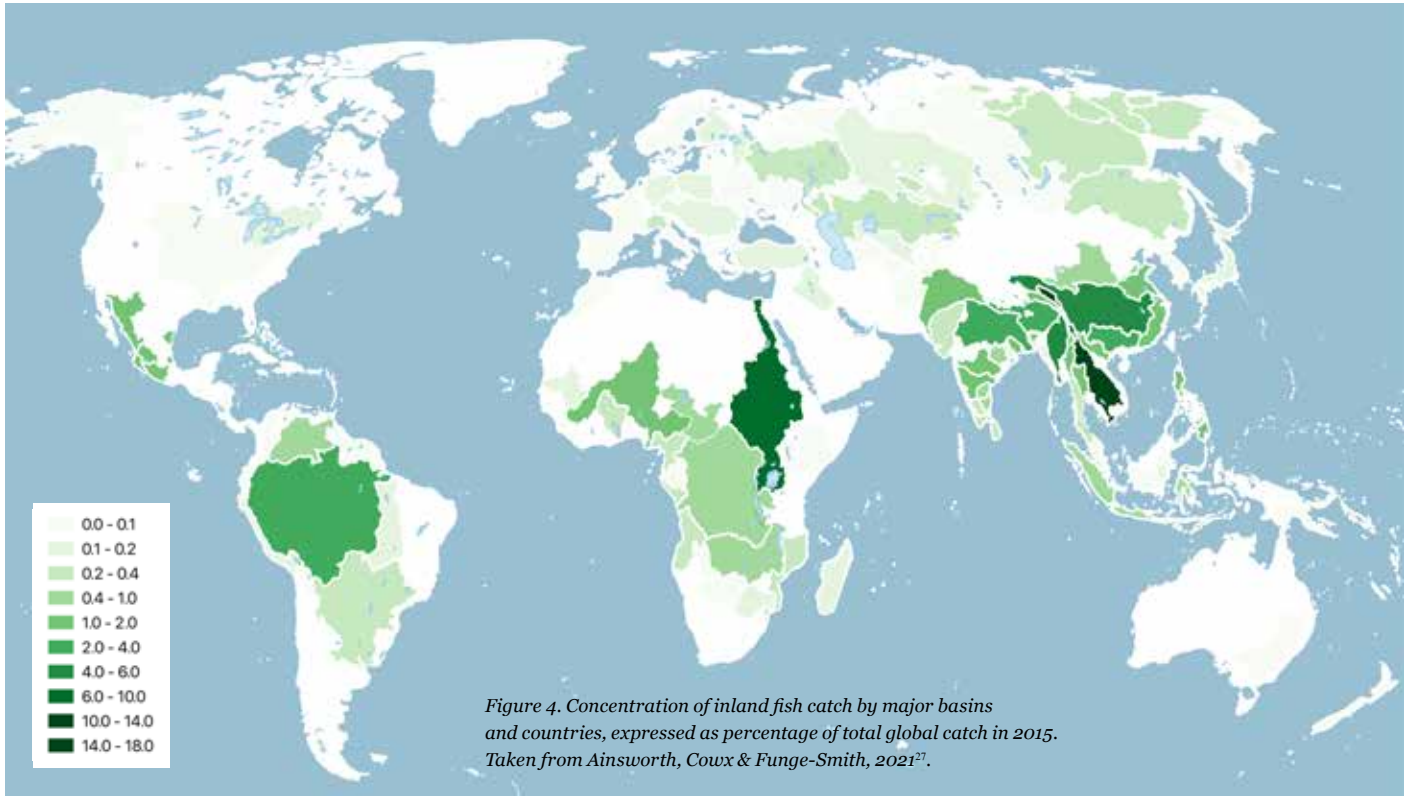 0.0 - 0.1
0.1 - 0.2
0.2 - 0.4
0.4 - 1.0
1.0 - 2.0
2.0 - 4.0
4.0 - 6.0
6.0 - 10.0
10.0 - 14.0
14.0 - 18.0
Figure 4. Concentration of inland fish catch by major basins
and countries, expressed as percentage of total global catch in 2015.
Taken from Ainsworth, Cowx & Funge-Smith, 2021²⁷.